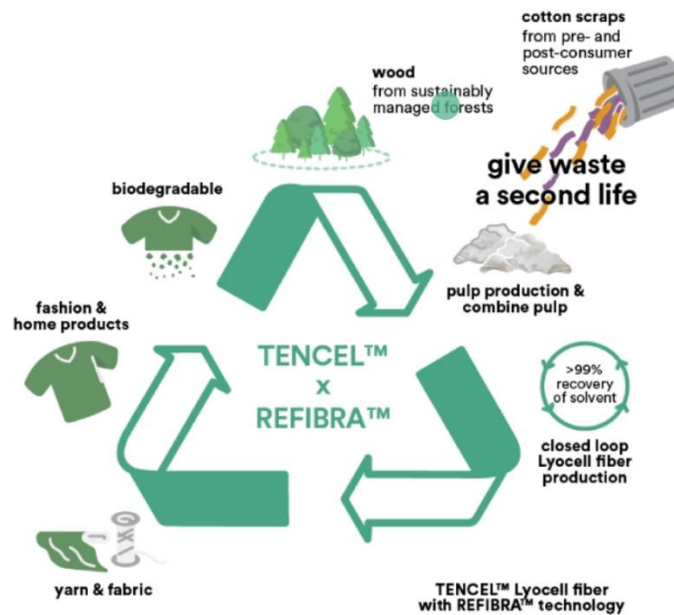 cotton scraps
from pre- and
post-consumer
sources
wood
from sustainably
managed forests
give waste
a second life
biodegradable
pulp production &
combine pulp
fashion &
home products
TENCEL™
x
REFIBRA™
>99%
recovery
of solvent
closed loop
Lyocell fiber
production
yarn & fabric
TENCEL™ Lyocell fiber
with REFIBRA™ technology